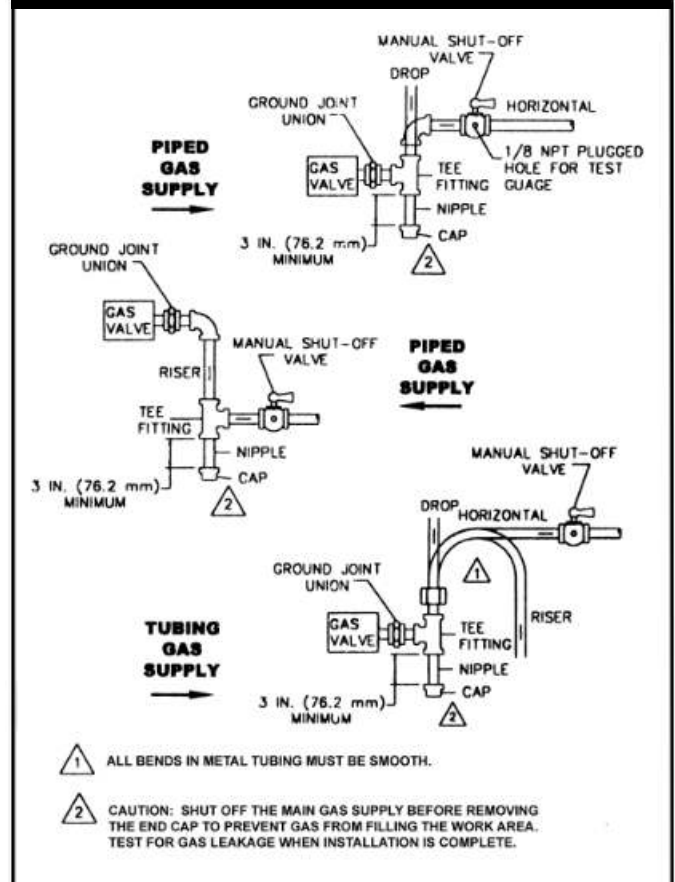 MANUAL SHUT-OFF
VALVE
DROP
GROUND JOINT
UNION
HORIZONTAL
PIPED
GAS
SUPPLY
GAS
VALVE
1/8 NPT PLUGGED
HOLE FOR TEST
GUAGE
TEE
FITTING
NIPPLE
3 IN. (76.2 mm)
MINIMUM
CAP
2
GROUND JOINT
UNION
GAS
VALVE
MANUAL SHUT-OFF
VALVE
RISER
PIPED
GAS
SUPPLY
TEE
FITTING
NIPPLE
3 IN. (76.2 mm)
MINIMUM
CAP
2
MANUAL SHUT-OFF
VALVE
DROP
HORIZONTAL
GROUND JOINT
UNION
1
RISER
TUBING
GAS
SUPPLY
GAS
VALVE
TEE
FITTING
NIPPLE
3 IN. (76.2 mm)
MINIMUM
CAP
2
1 ALL BENDS IN METAL TUBING MUST BE SMOOTH.
2 CAUTION: SHUT OFF THE MAIN GAS SUPPLY BEFORE REMOVING
THE END CAP TO PREVENT GAS FROM FILLING THE WORK AREA.
TEST FOR GAS LEAKAGE WHEN INSTALLATION IS COMPLETE.